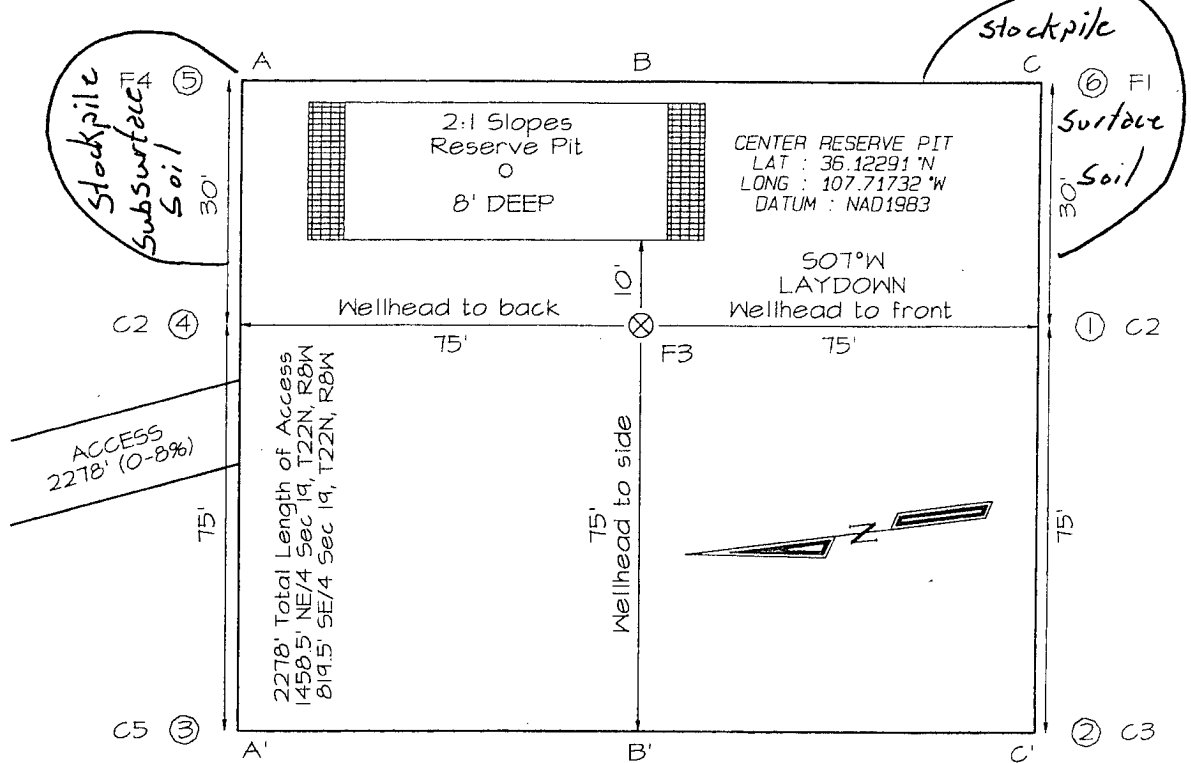 Stockpile
A
B
C
F4 ⑤
⑥ F1
Stockpile
Subsurface
Soil
Surface
Soil
2:1 Slopes
Reserve Pit
8' DEEP
CENTER RESERVE PIT
LAT : 36.12291 °N
LONG : 107.71732 °W
DATUM : NAD1983
30'
30'
S07°W
LAYDOWN
10'
Wellhead to back
Wellhead to front
C2 ④
75'
F3
75'
① C2
ACCESS
2278' (0-8%)
2278' Total Length of Access
1458.5' NE/4 Sec 19, T22N, R8W
819.5' SE/4 Sec 19, T22N, R8W
75'
75'
Wellhead to side
N
75'
C5 ③
② C3
A'
B'
C'